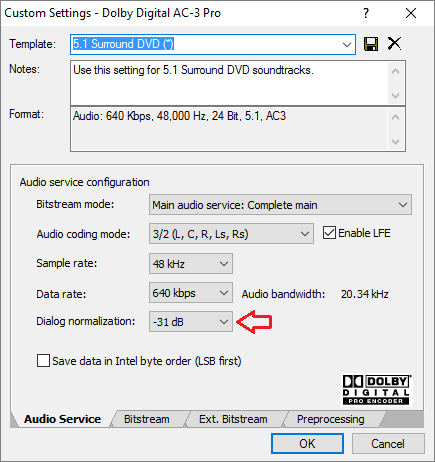 Custom Settings - Dolby Digital AC-3 Pro
Template: 5.1 Surround DVD (*)
Notes: Use this setting for 5.1 Surround DVD soundtracks.
Format: Audio: 640 Kbps, 48,000 Hz, 24 Bit, 5.1, AC3
Audio service configuration
Bitstream mode: Main audio service: Complete main
Audio coding mode: 3/2 (L, C, R, Ls, Rs) Enable LFE
Sample rate: 48 kHz
Data rate: 640 kbps Audio bandwidth: 20.34 kHz
Dialog normalization: -31 dB
Save data in Intel byte order (LSB first)
DOLBY
DIGITAL
PRO ENCODER
Audio Service Bitstream Ext. Bitstream Preprocessing
OK Cancel